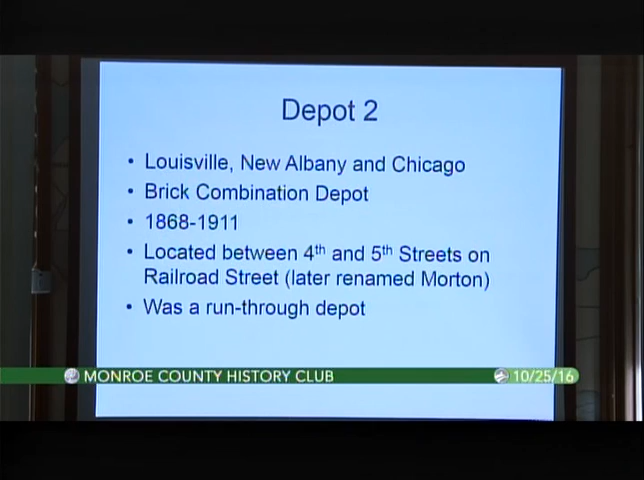 Depot 2
• Louisville, New Albany and Chicago
• Brick Combination Depot
• 1868-1911
• Located between 4th and 5th Streets on
Railroad Street (later renamed Morton)
• Was a run-through depot
MONROE COUNTY HISTORY CLUB
10/25/16